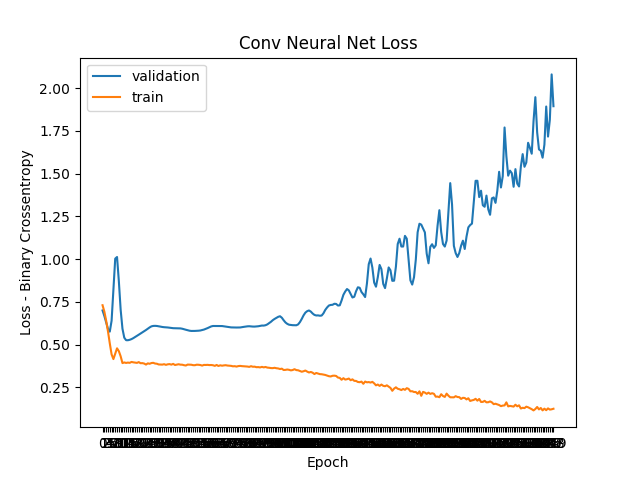 Conv Neural Net Loss
validation
train
2.00
1.75
1.50
1.25
1.00
0.75
0.50
0.25
Loss - Binary Crossentropy
Epoch